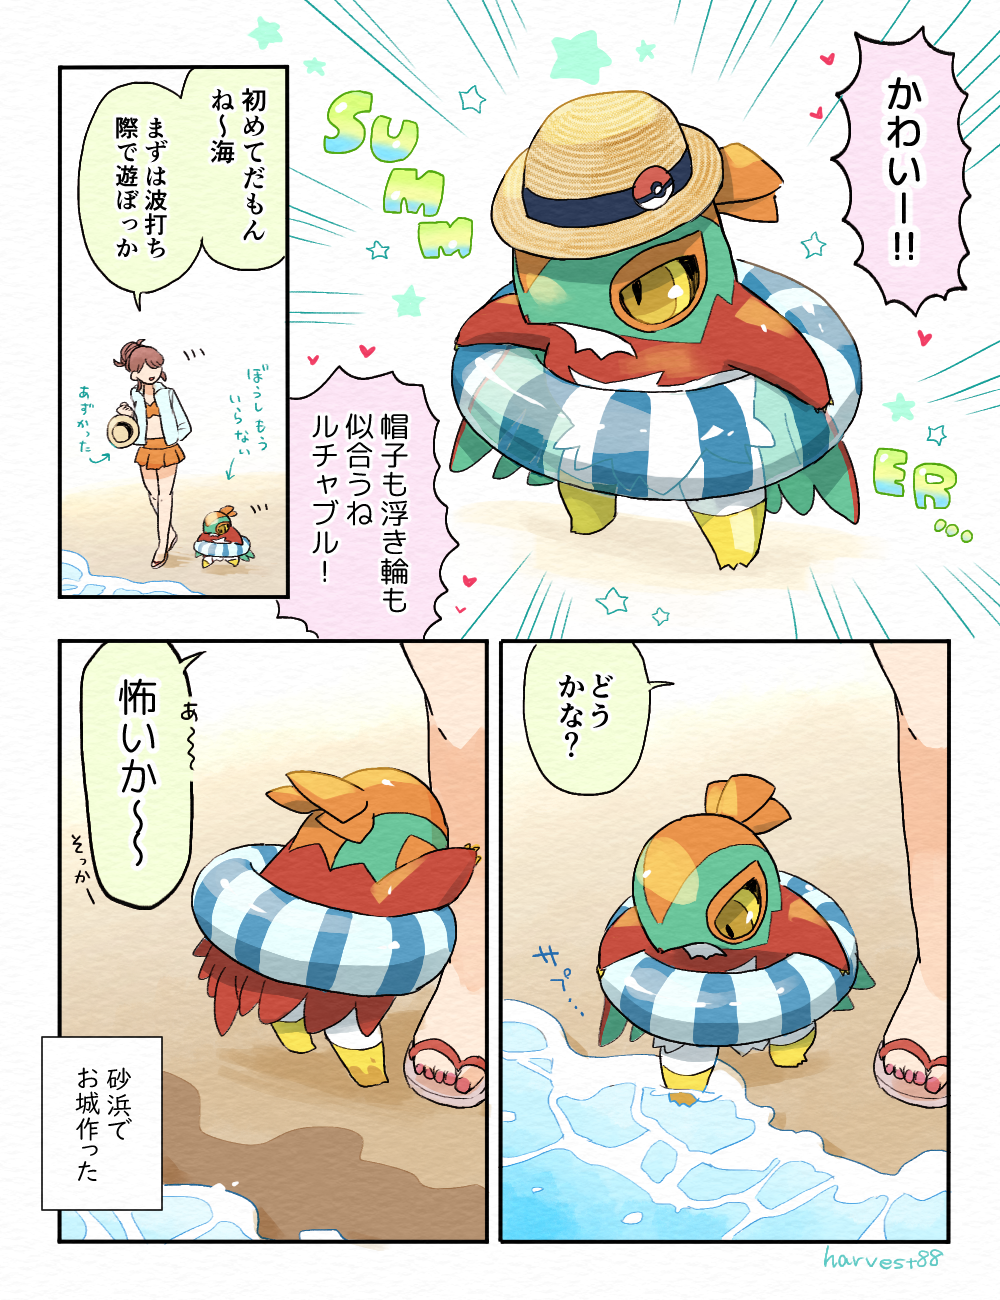 かわいー!!
SUMM
ER...
帽子も浮き輪も
似合うね
ルチャブル!
初めてだもん
ね〜海
まずは波打ち
際で遊ぼっか
ぼうしもう
いらない
あずかった
どう
かな?
サペ...
あ〜〜
怖いか〜〜
そっかー
砂浜で
お城作った
harvest88